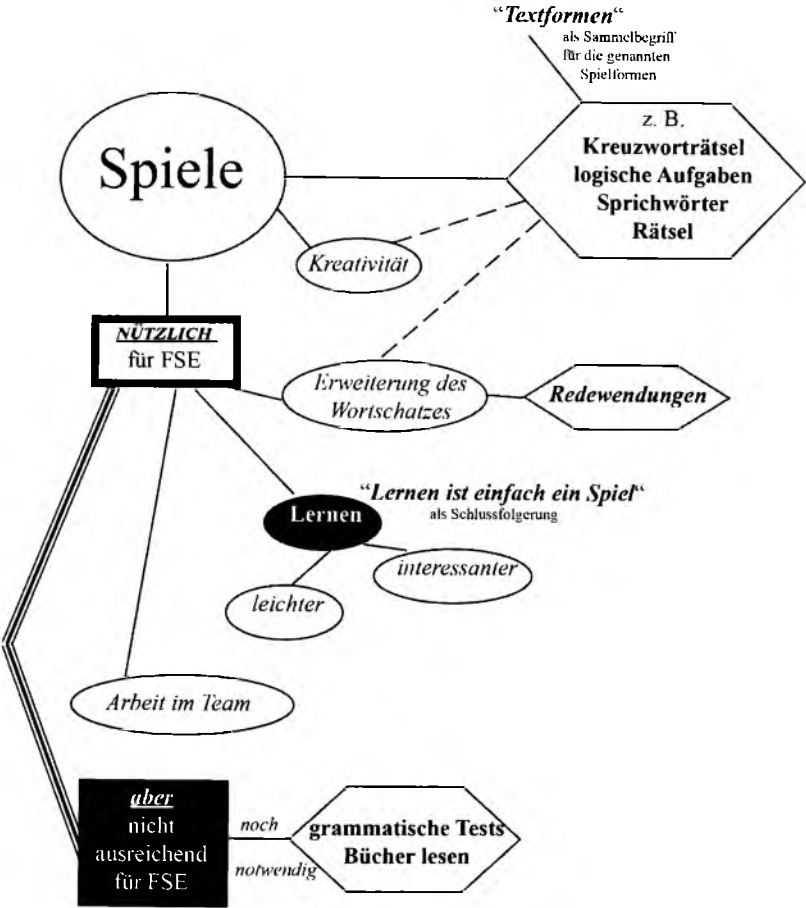 “Textformen“
als Sammelbegriff
für die genannten
Spielformen
z. B.
Kreuzworträtsel
logische Aufgaben
Sprichwörter
Rätsel
Spiele
Kreativität
NÜTZLICH
für FSE
Erweiterung des
Wortschatzes
Redewendungen
“Lernen ist einfach ein Spiel“
als Schlussfolgerung
Lernen
interessanter
leichter
Arbeit im Team
aber
nicht
ausreichend
für FSE
noch
notwendig
grammatische Tests
Bücher lesen